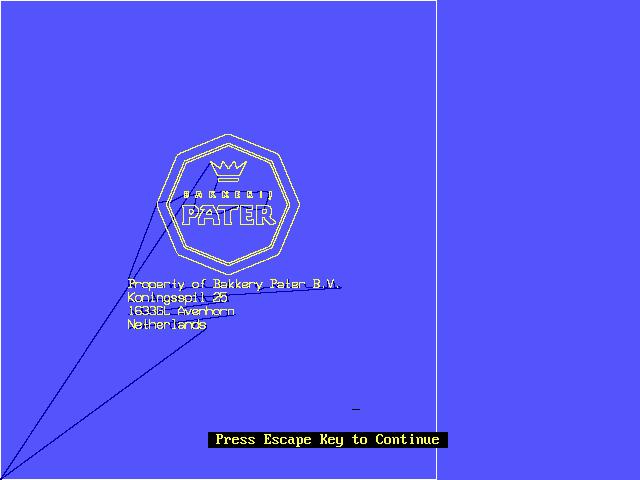 BAKKERIJ
PATER
Property of Bakkery Pater B.V.
Koningsspil 25
1633GL Avenhorn
Netherlands
Press Escape Key to Continue